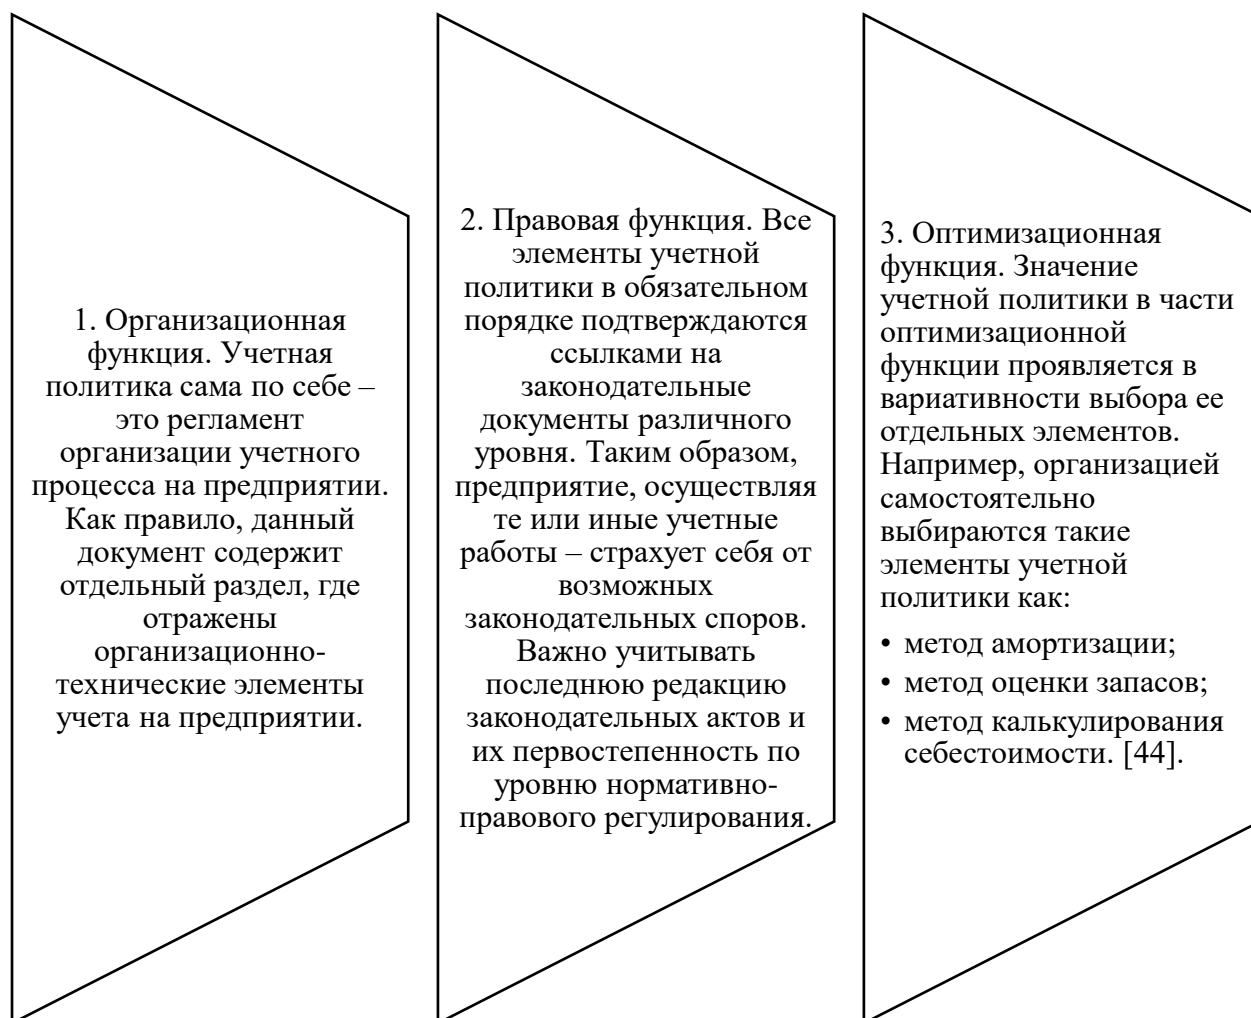 1. Организационная
функция. Учетная
политика сама по себе –
это регламент
организации учетного
процесса на предприятии.
Как правило, данный
документ содержит
отдельный раздел, где
отражены
организационно-
технические элементы
учета на предприятии.
2. Правовая функция. Все
элементы учетной
политики в обязательном
порядке подтверждаются
ссылками на
законодательные
документы различного
уровня. Таким образом,
предприятие, осуществляя
те или иные учетные
работы – страхует себя от
возможных
законодательных споров.
Важно учитывать
последнюю редакцию
законодательных актов и
их первостепенность по
уровню нормативно-
правового регулирования.
3. Оптимизационная
функция. Значение
учетной политики в части
оптимизационной
функции проявляется в
вариативности выбора ее
отдельных элементов.
Например, организацией
самостоятельно
выбираются такие
элементы учетной
политики как:
• метод амортизации;
• метод оценки запасов;
• метод калькулирования
себестоимости. [44].